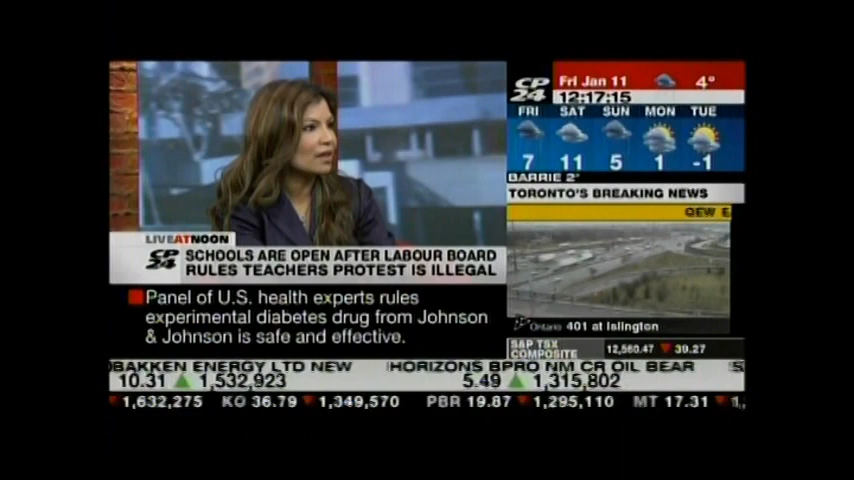 CP 24
Fri Jan 11
4°
12:17:15
FRI SAT SUN MON TUE
7 11 5 1 -1
BARRIE 2°
TORONTO'S BREAKING NEWS
QEW E
LIVEATNOON
CP 24
SCHOOLS ARE OPEN AFTER LABOUR BOARD
RULES TEACHERS PROTEST IS ILLEGAL
Panel of U.S. health experts rules
experimental diabetes drug from Johnson
& Johnson is safe and effective.
Ontario 401 at Islington
S&P TSX
COMPOSITE
12,560.47 39.27
BAKKEN ENERGY LTD NEW HORIZONS BPRO NM CR OIL BEAR
10.31 1,532,923 5.49 1,315,802
1,632,275 KO 36.79 1,349,570 PBR 19.87 1,295,110 MT 17.31 1,